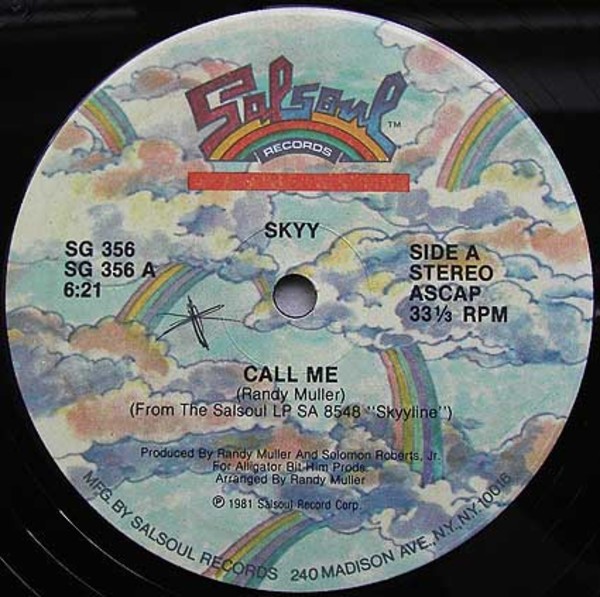 Salsoul ™
RECORDS
SKYY
SG 356
SG 356 A
6:21
SIDE A
STEREO
ASCAP
33 1/3 RPM
CALL ME
(Randy Muller)
(From The Salsoul LP SA 8548 "Skyyline")
Produced By Randy Muller And Solomon Roberts, Jr.
For Alligator Bit Him Prods.
Arranged By Randy Muller
℗ 1981 Salsoul Record Corp.
MFG. BY SALSOUL RECORDS 240 MADISON AVE., N.Y., N.Y. 10016